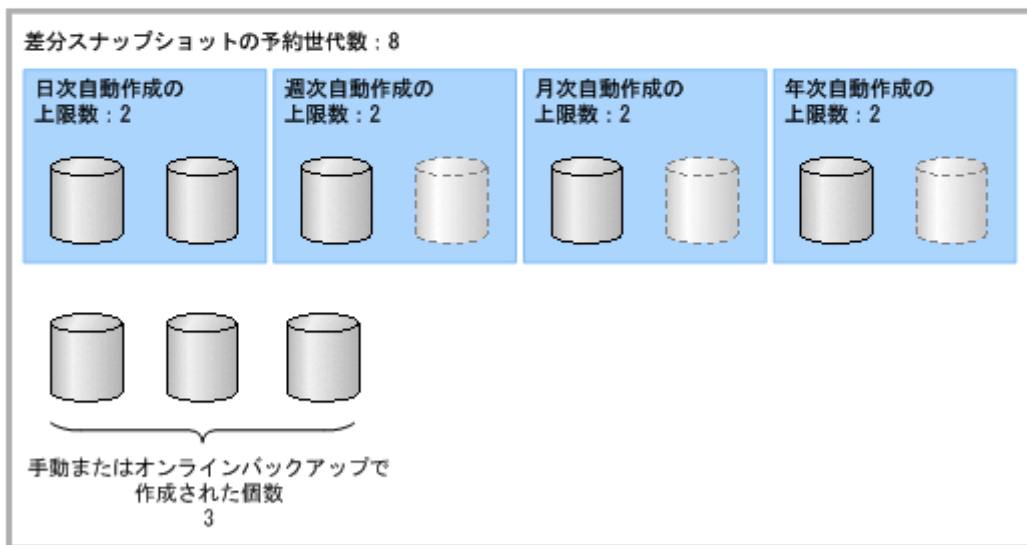 差分スナップショットの予約世代数：8
日次自動作成の
上限数：2
週次自動作成の
上限数：2
月次自動作成の
上限数：2
年次自動作成の
上限数：2
手動またはオンラインバックアップで
作成された個数
3